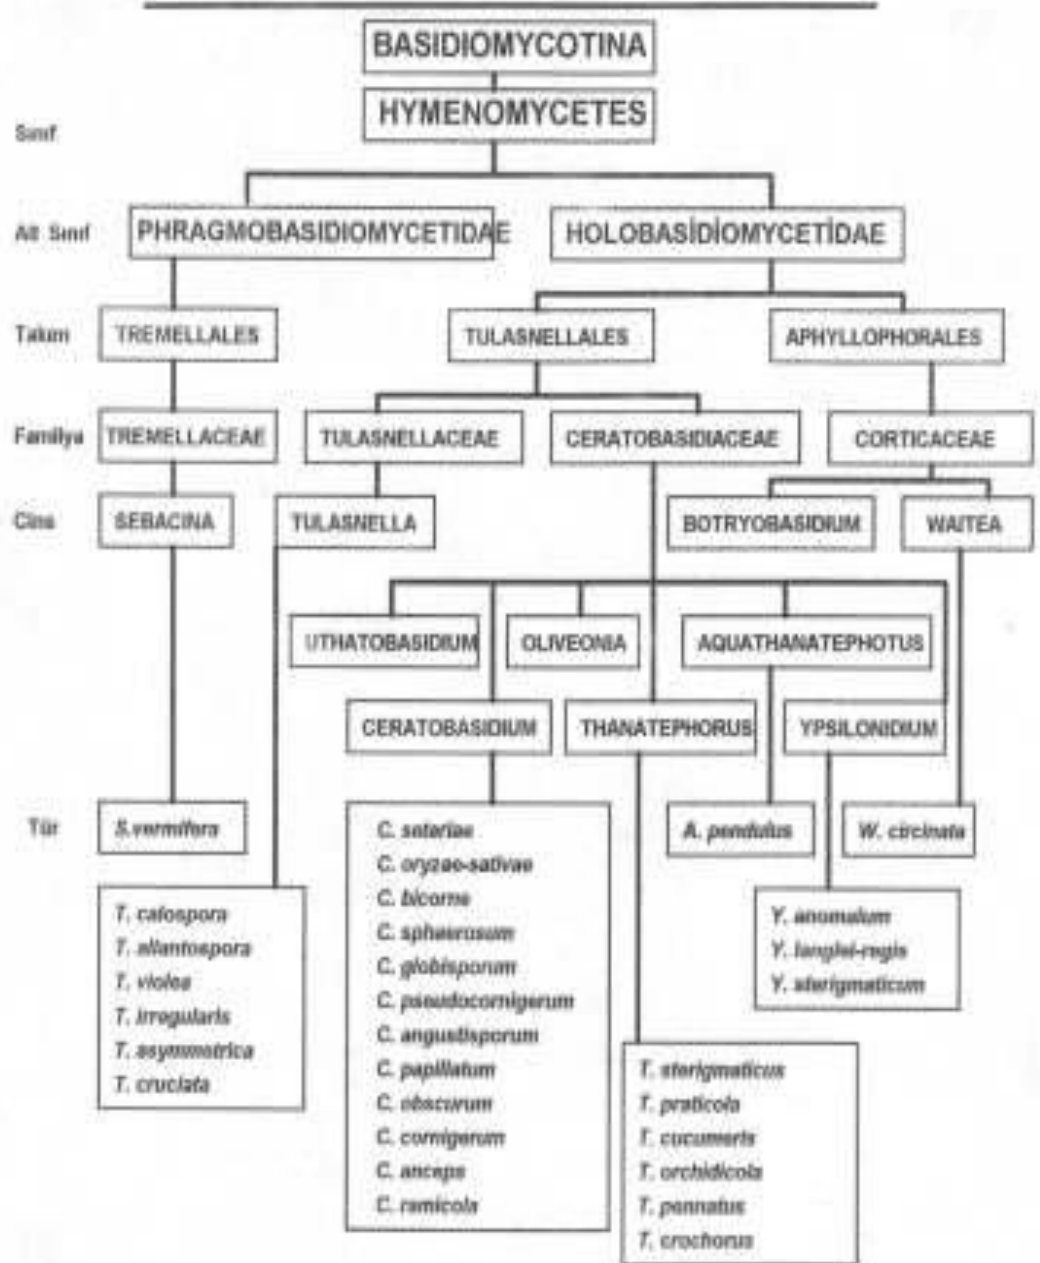 BASIDIOMYCOTINA
HYMENOMYCETES
Sınıf
Alt Sınıf
PHRAGMOBASIDIOMYCETIDAE
HOLOBASİDİOMYCETİDAE
Takım
TREMELLALES
TULASNELLALES
APHYLLOPHORALES
Familya
TREMELLACEAE
TULASNELLACEAE
CERATOBASIDIACEAE
CORTICACEAE
Cins
SEBACINA
TULASNELLA
BOTRYOBASIDIUM
WAITEA
UTHATOBASIDIUM
OLIVEONIA
AQUATHANATEPHOTUS
CERATOBASIDIUM
THANATEPHORUS
YPSILONIDIUM
Tür
S.vermifera
A. pendulus
W. circinata
T. calospora
T. allantospora
T. violea
T. irregularis
T. asymmetrica
T. cruciata
C. setariae
C. oryzae-sativae
C. bicorne
C. sphaerosum
C. globisporum
C. pseudocornigerum
C. angustisporum
C. papillatum
C. obscurum
C. cornigerum
C. anceps
C. ramicola
Y. anomalum
Y. langlei-regis
Y. sterigmaticum
T. sterigmaticus
T. praticola
T. cucumeris
T. orchidicola
T. pennatus
T. crochorus